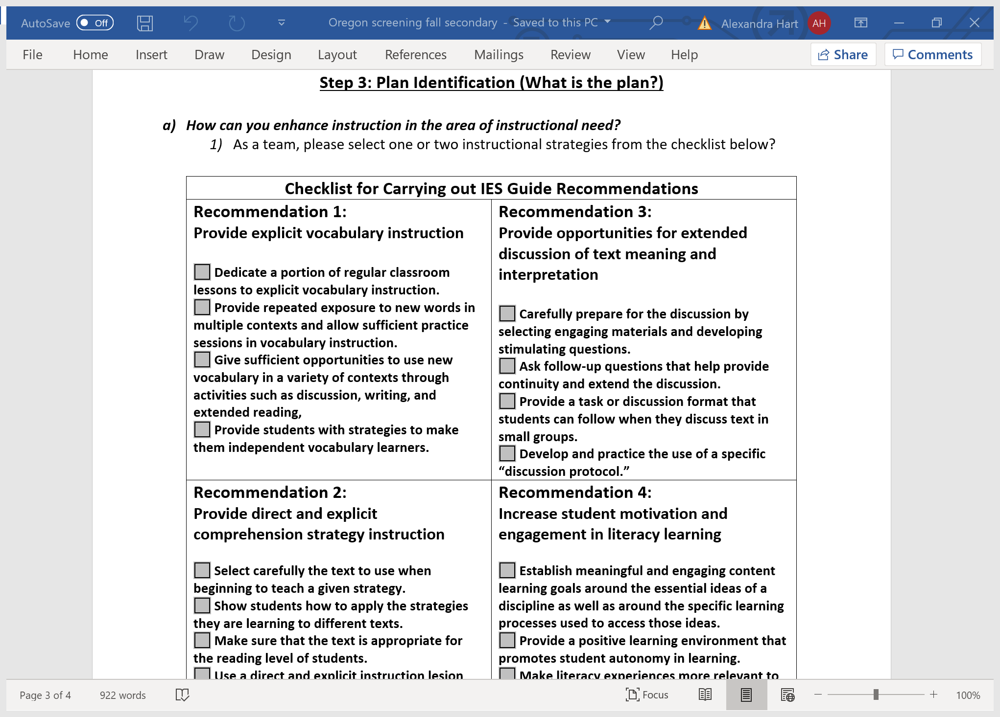 AutoSave Off Oregon screening fall secondary - Saved to this PC Alexandra Hart AH
File Home Insert Draw Design Layout References Mailings Review View Help Share Comments
Step 3: Plan Identification (What is the plan?)
a) How can you enhance instruction in the area of instructional need?
1) As a team, please select one or two instructional strategies from the checklist below?
Checklist for Carrying out IES Guide Recommendations
Recommendation 1:
Provide explicit vocabulary instruction
Dedicate a portion of regular classroom
lessons to explicit vocabulary instruction.
Provide repeated exposure to new words in
multiple contexts and allow sufficient practice
sessions in vocabulary instruction.
Give sufficient opportunities to use new
vocabulary in a variety of contexts through
activities such as discussion, writing, and
extended reading,
Provide students with strategies to make
them independent vocabulary learners.
Recommendation 3:
Provide opportunities for extended
discussion of text meaning and
interpretation
Carefully prepare for the discussion by
selecting engaging materials and developing
stimulating questions.
Ask follow-up questions that help provide
continuity and extend the discussion.
Provide a task or discussion format that
students can follow when they discuss text in
small groups.
Develop and practice the use of a specific
“discussion protocol.”
Recommendation 2:
Provide direct and explicit
comprehension strategy instruction
Select carefully the text to use when
beginning to teach a given strategy.
Show students how to apply the strategies
they are learning to different texts.
Make sure that the text is appropriate for
the reading level of students.
Use a direct and explicit instruction lesion
Recommendation 4:
Increase student motivation and
engagement in literacy learning
Establish meaningful and engaging content
learning goals around the essential ideas of a
discipline as well as around the specific learning
processes used to access those ideas.
Provide a positive learning environment that
promotes student autonomy in learning.
Make literacy experiences more relevant to
Page 3 of 4 922 words Focus 100%